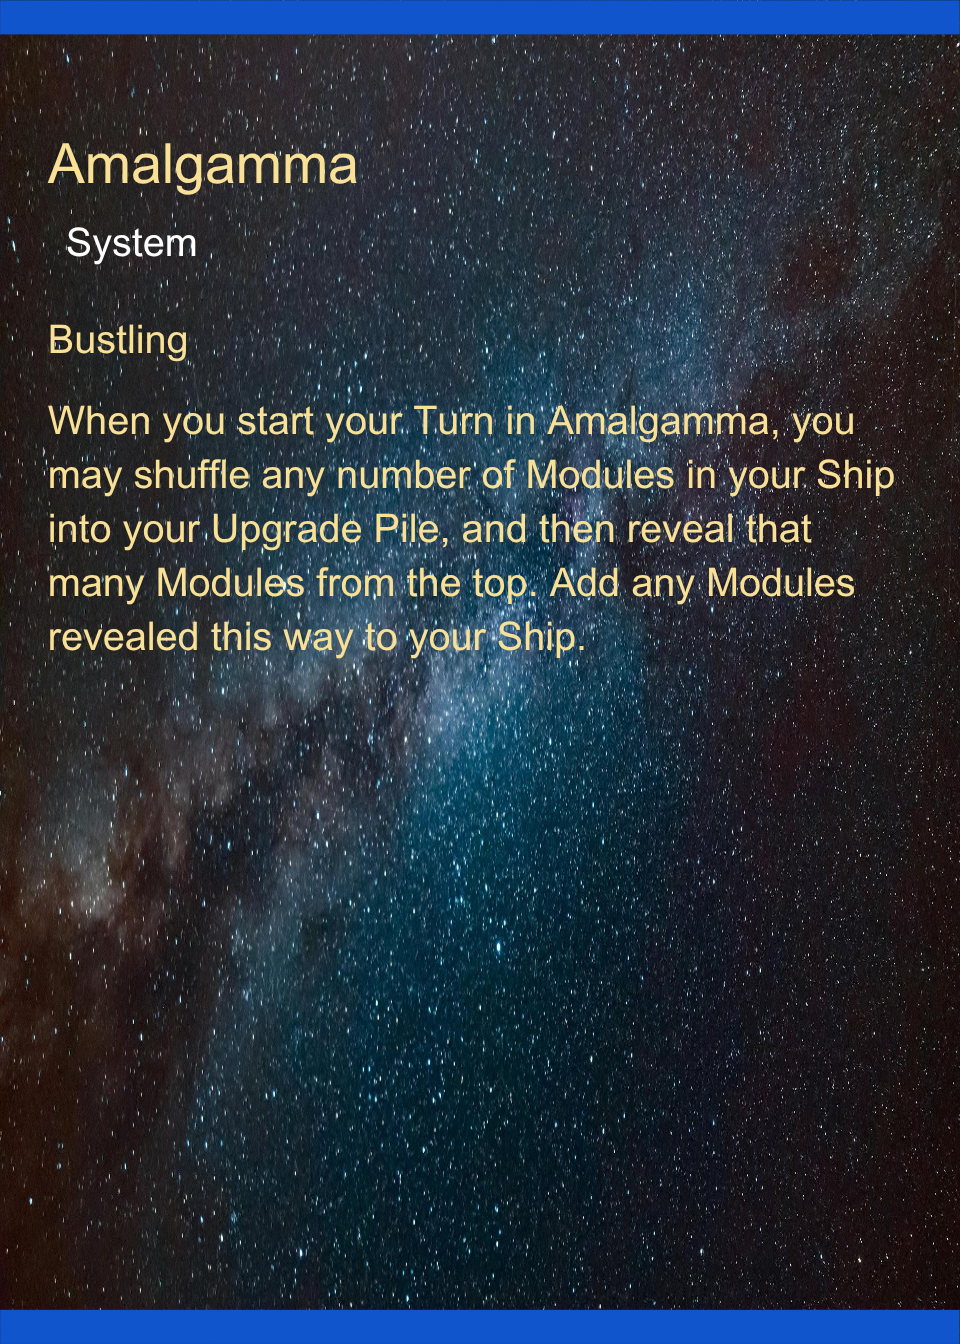 Amalgamma
System
Bustling
When you start your Turn in Amalgamma, you
may shuffle any number of Modules in your Ship
into your Upgrade Pile, and then reveal that
many Modules from the top. Add any Modules
revealed this way to your Ship.